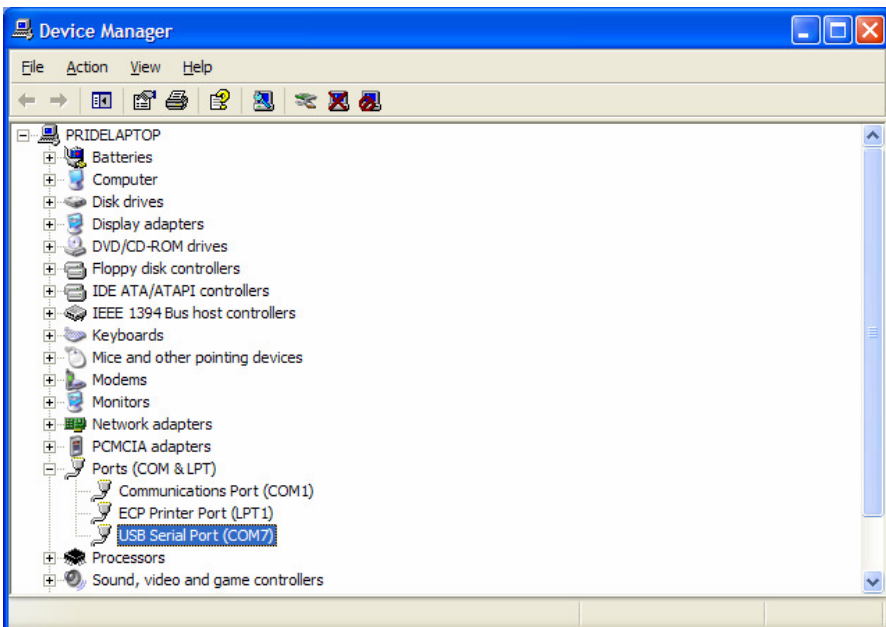 Device Manager
File Action View Help
PRIDELAPTOP
Batteries
Computer
Disk drives
Display adapters
DVD/CD-ROM drives
Floppy disk controllers
IDE ATA/ATAPI controllers
IEEE 1394 Bus host controllers
Keyboards
Mice and other pointing devices
Modems
Monitors
Network adapters
PCMCIA adapters
Ports (COM & LPT)
Communications Port (COM1)
ECP Printer Port (LPT1)
USB Serial Port (COM7)
Processors
Sound, video and game controllers